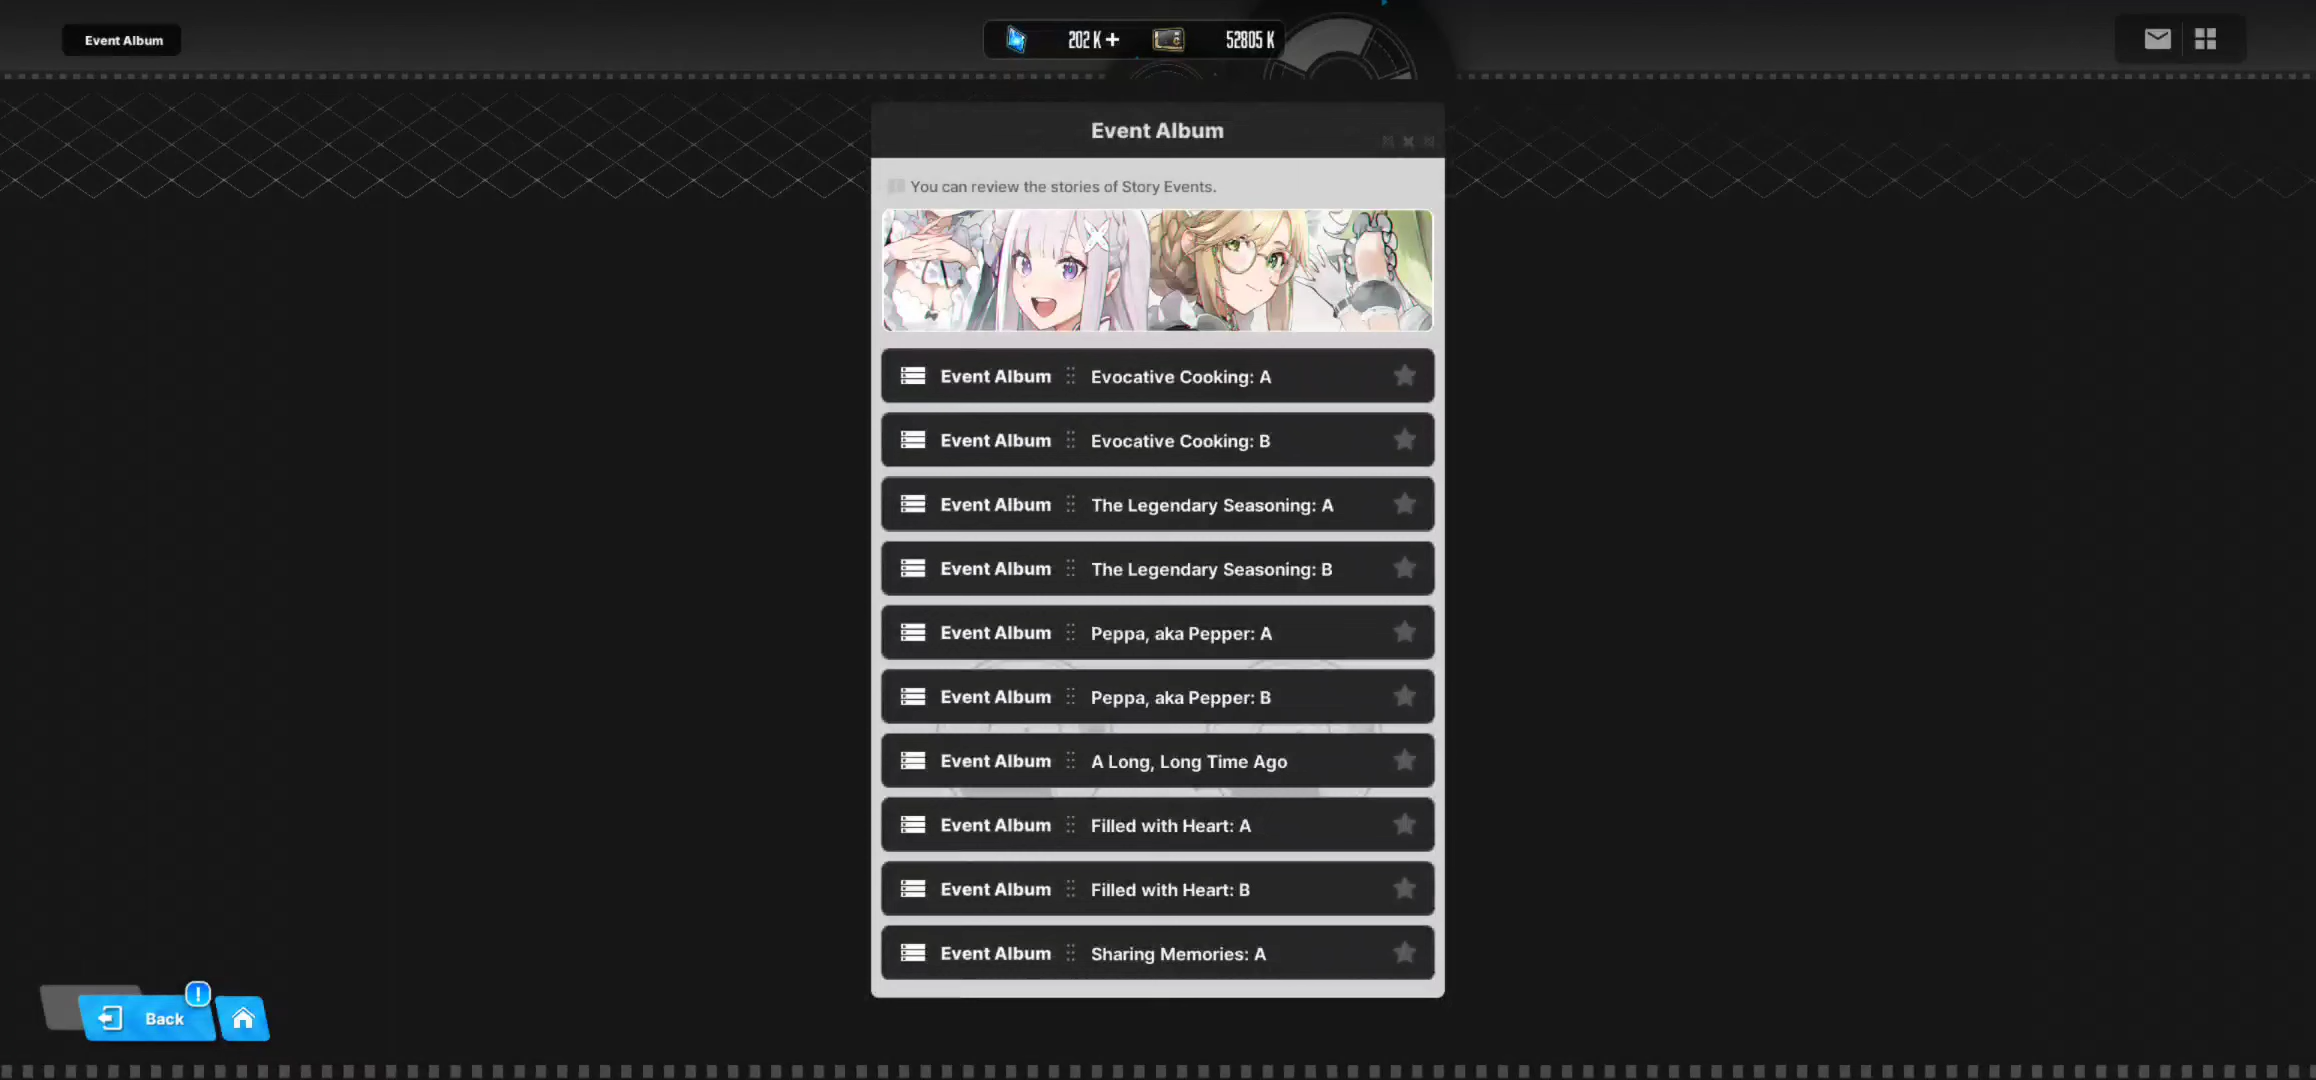 Event Album
202 K +
52805 K
Event Album
You can review the stories of Story Events.
Event Album Evocative Cooking: A
Event Album Evocative Cooking: B
Event Album The Legendary Seasoning: A
Event Album The Legendary Seasoning: B
Event Album Peppa, aka Pepper: A
Event Album Peppa, aka Pepper: B
Event Album A Long, Long Time Ago
Event Album Filled with Heart: A
Event Album Filled with Heart: B
Event Album Sharing Memories: A
!
Back